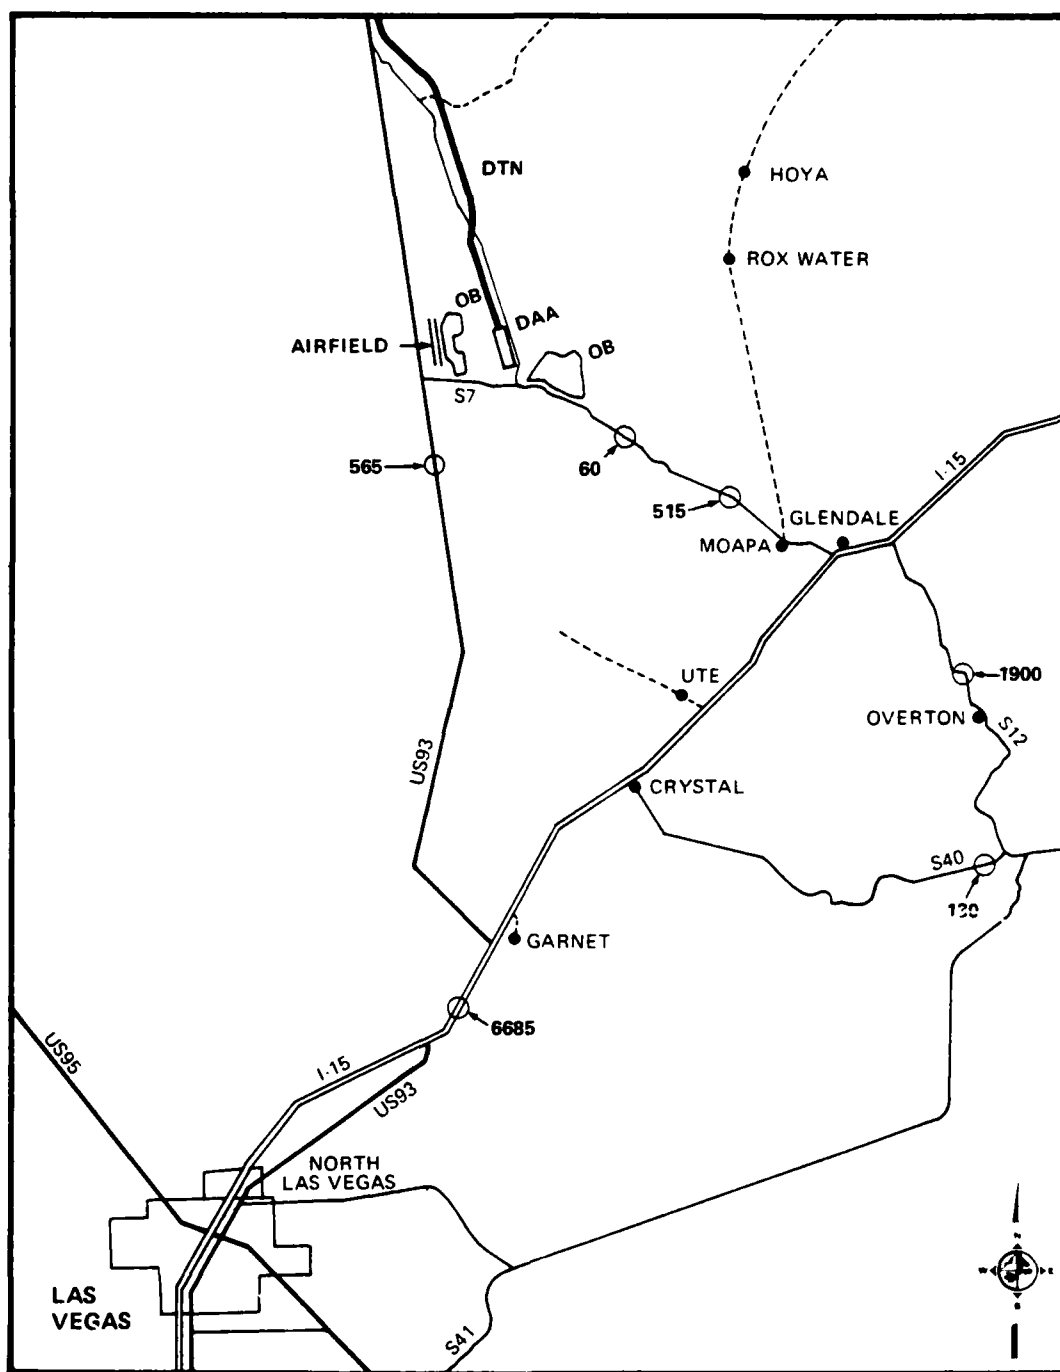 DTN
HOYA
ROX WATER
OB
DAA
AIRFIELD
OB
S7
I-15
60
565
515
GLENDALE
MOAPA
UTE
1900
OVERTON
S12
US93
CRYSTAL
S40
GARNET
6685
US95
I-15
US93
NORTH
LAS VEGAS
W
E
LAS
VEGAS
S41